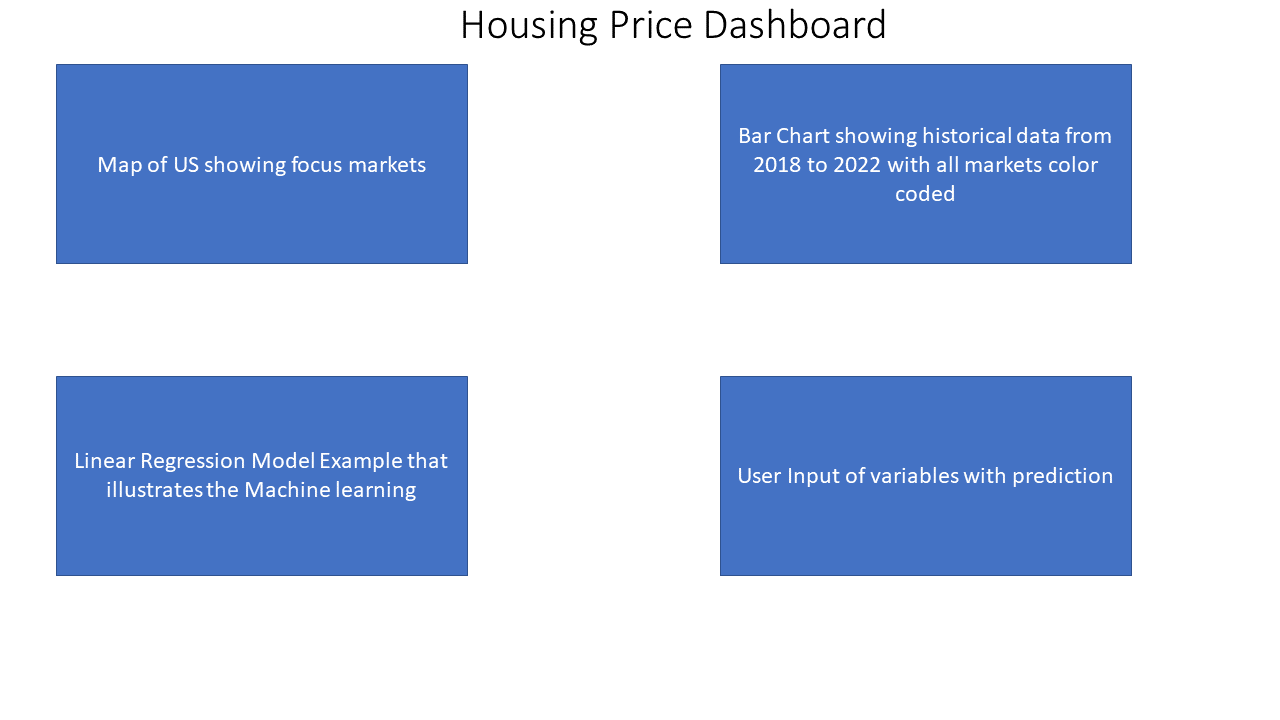 Housing Price Dashboard
Map of US showing focus markets
Bar Chart showing historical data from
2018 to 2022 with all markets color
coded
Linear Regression Model Example that
illustrates the Machine learning
User Input of variables with prediction